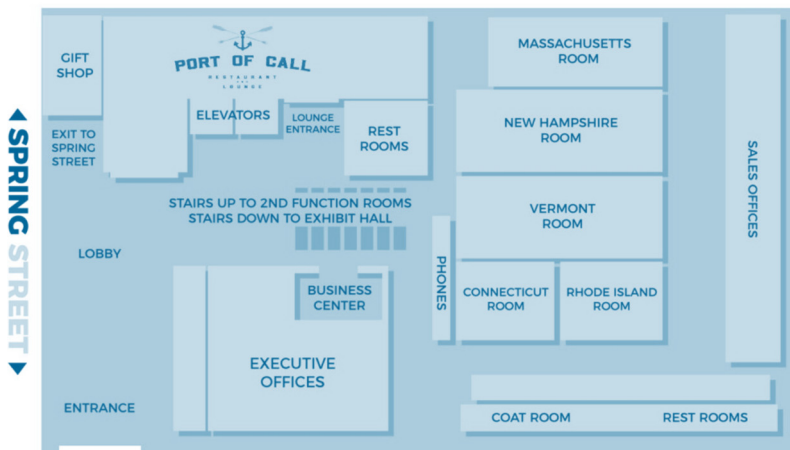 GIFT
SHOP
PORT OF CALL
RESTAURANT
AND
LOUNGE
MASSACHUSETTS
ROOM
ELEVATORS
LOUNGE
ENTRANCE
REST
ROOMS
NEW HAMPSHIRE
ROOM
EXIT TO
SPRING
STREET
SPRING STREET
SALES OFFICES
STAIRS UP TO 2ND FUNCTION ROOMS
STAIRS DOWN TO EXHIBIT HALL
VERMONT
ROOM
LOBBY
PHONES
BUSINESS
CENTER
CONNECTICUT
ROOM
RHODE ISLAND
ROOM
EXECUTIVE
OFFICES
ENTRANCE
COAT ROOM
REST ROOMS